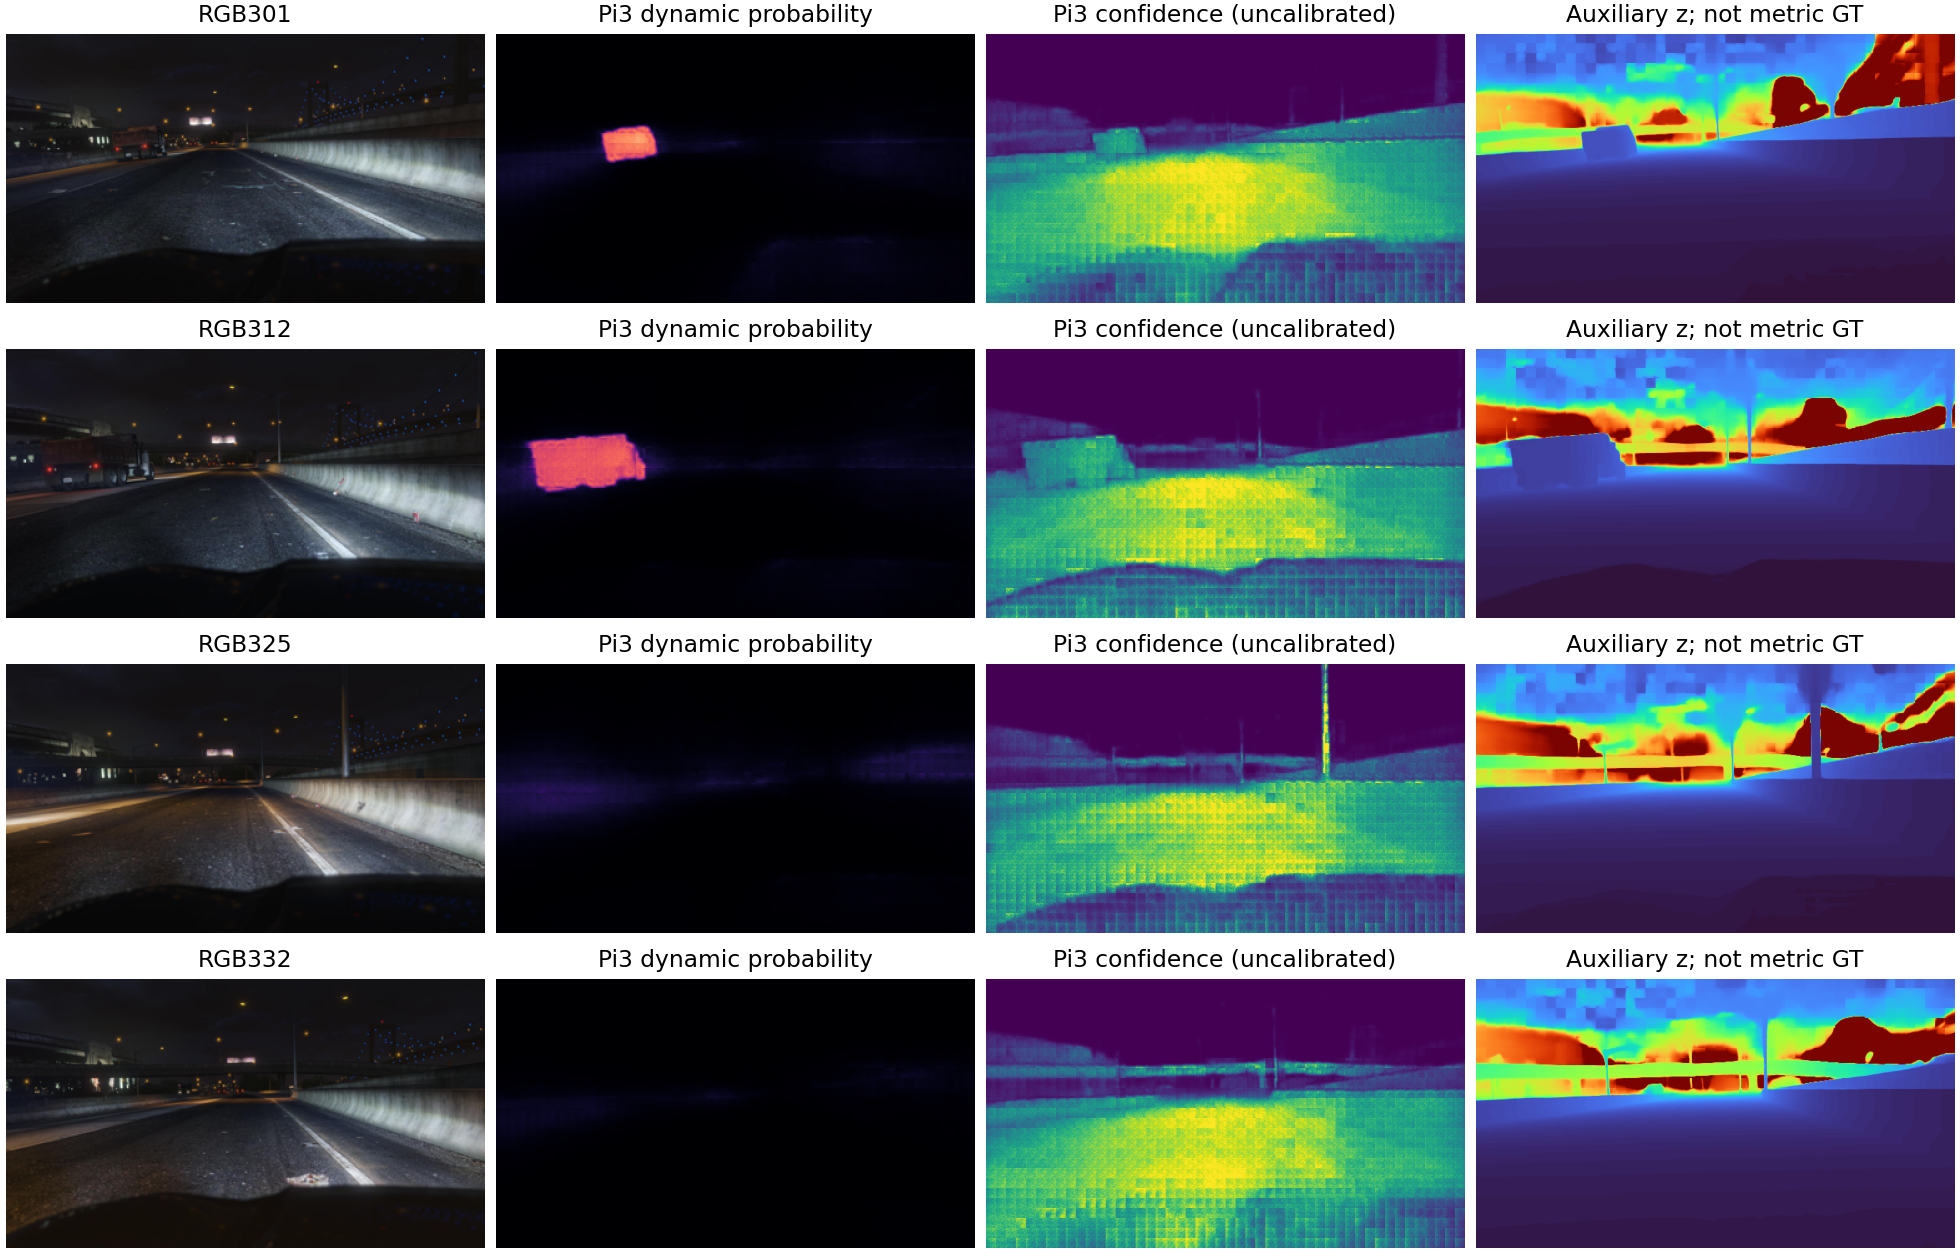 RGB301 Pi3 dynamic probability Pi3 confidence (uncalibrated) Auxiliary z; not metric GT
RGB312 Pi3 dynamic probability Pi3 confidence (uncalibrated) Auxiliary z; not metric GT
RGB325 Pi3 dynamic probability Pi3 confidence (uncalibrated) Auxiliary z; not metric GT
RGB332 Pi3 dynamic probability Pi3 confidence (uncalibrated) Auxiliary z; not metric GT